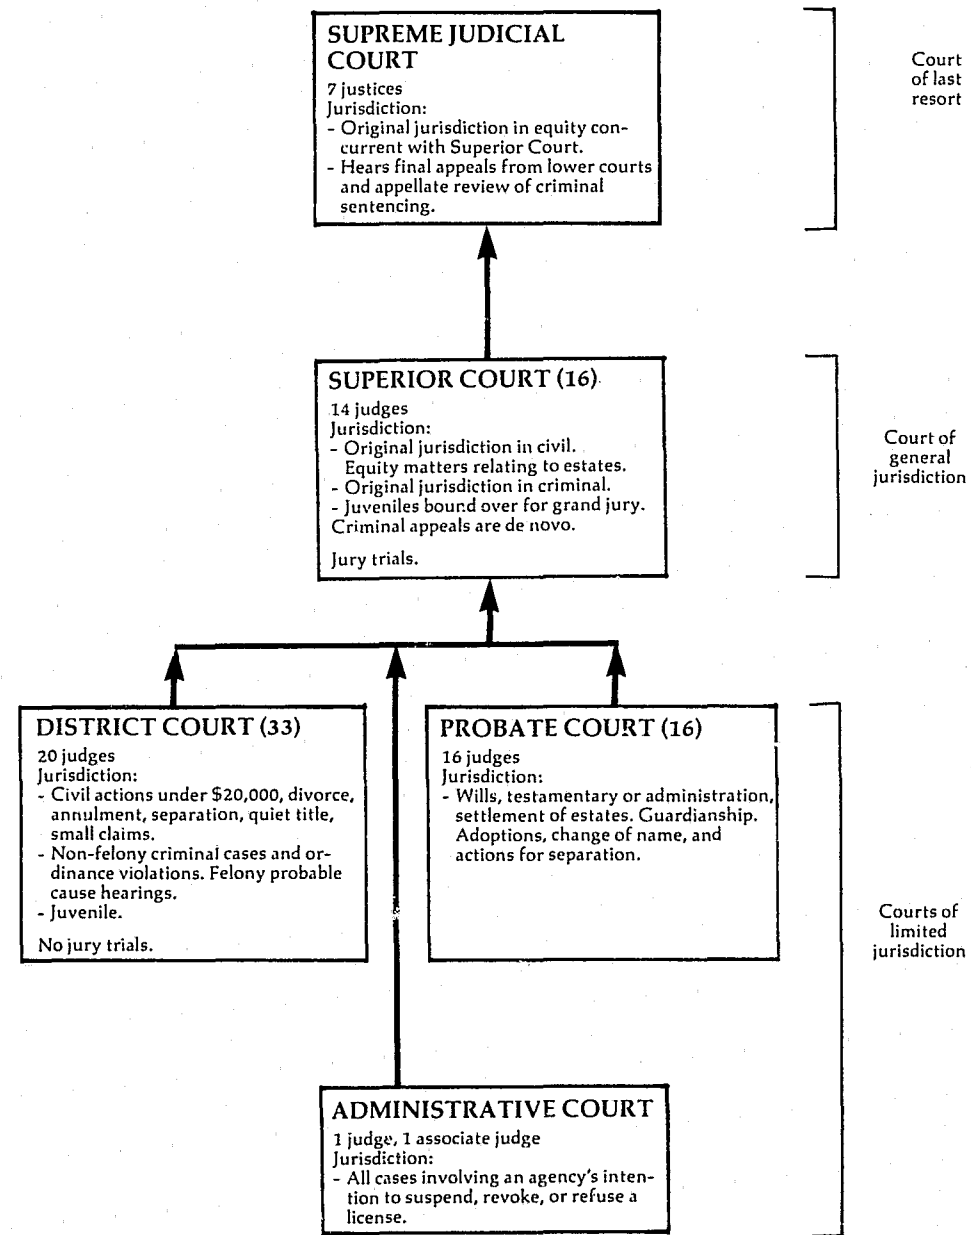 SUPREME JUDICIAL
COURT
7 justices
Jurisdiction:
- Original jurisdiction in equity con-
current with Superior Court.
- Hears final appeals from lower courts
and appellate review of criminal
sentencing.
Court
of last
resort
SUPERIOR COURT (16)
14 judges
Jurisdiction:
- Original jurisdiction in civil.
Equity matters relating to estates.
- Original jurisdiction in criminal.
- Juveniles bound over for grand jury.
Criminal appeals are de novo.
Jury trials.
Court of
general
jurisdiction
DISTRICT COURT (33)
20 judges
Jurisdiction:
- Civil actions under $20,000, divorce,
annulment, separation, quiet title,
small claims.
- Non-felony criminal cases and or-
dinance violations. Felony probable
cause hearings.
- Juvenile.
No jury trials.
PROBATE COURT (16)
16 judges
Jurisdiction:
- Wills, testamentary or administration,
settlement of estates. Guardianship.
Adoptions, change of name, and
actions for separation.
Courts of
limited
jurisdiction
ADMINISTRATIVE COURT
1 judge, 1 associate judge
Jurisdiction:
- All cases involving an agency's inten-
tion to suspend, revoke, or refuse a
license.